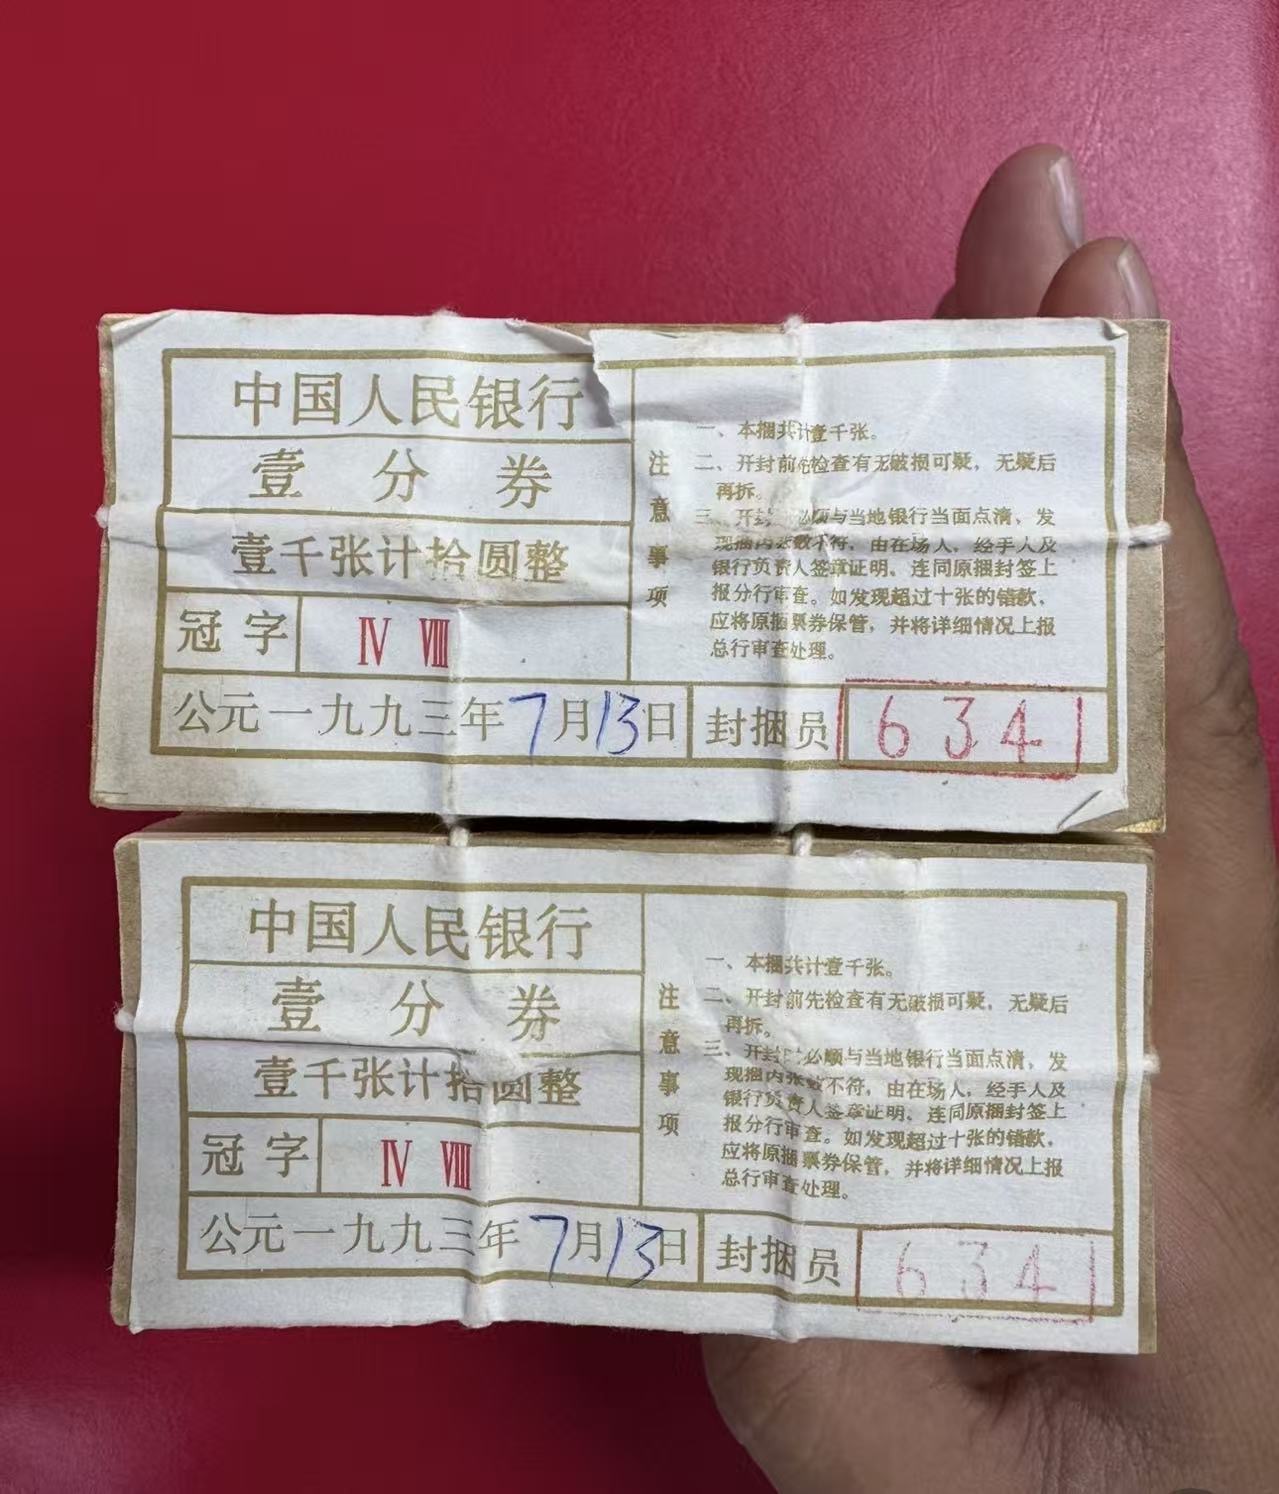 中国人民银行
壹分券
壹千张计拾圆整
冠字 Ⅳ Ⅷ
公元一九九三年7月13日
封捆员 634
注意事项
一、本捆共计壹千张。
二、开封前先检查有无破损可疑，无疑后
再拆。
三、开封 必顺与当地银行当面点清，发
现捆内张数不符，由在场人，经手人及
银行负责人签章证明、连同原捆封签上
报分行审查。如发现超过十张的错款，
应将原捆票券保管，并将详细情况上报
总行审查处理。
中国人民银行
壹分券
壹千张计拾圆整
冠字 Ⅳ Ⅷ
公元一九九三年7月13日
封捆员 634
注意事项
一、本捆共计壹千张。
二、开封前先检查有无破损可疑，无疑后
再拆。
三、开封时必顺与当地银行当面点清，发
现捆内张数不符，由在场人，经手人及
银行负责人签章证明、连同原捆封签上
报分行审查。如发现超过十张的错款，
应将原捆票券保管，并将详细情况上报
总行审查处理。